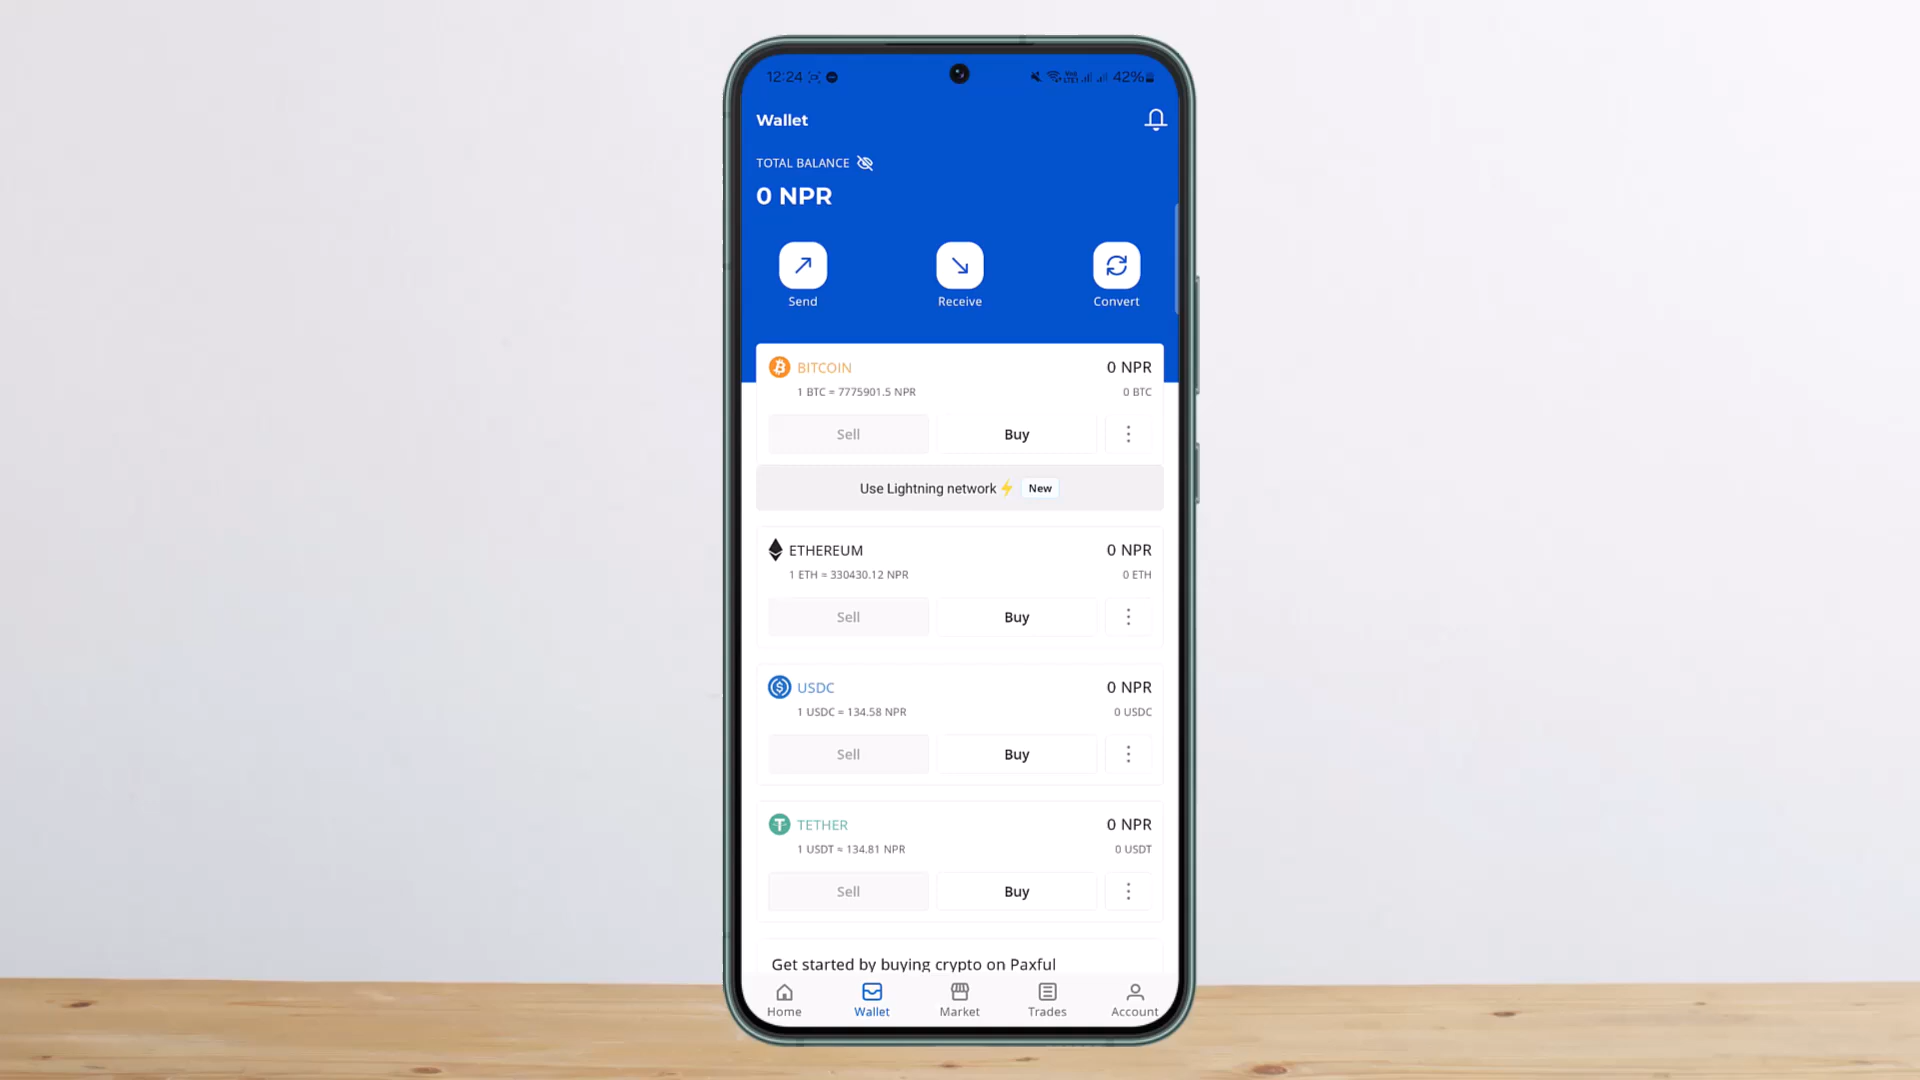 12:24 42%
Wallet
TOTAL BALANCE
0 NPR
Send Receive Convert
BITCOIN 0 NPR
1 BTC = 7775901.5 NPR 0 BTC
Sell Buy
Use Lightning network⚡ New
ETHEREUM 0 NPR
1 ETH = 330430.12 NPR 0 ETH
Sell Buy
USDC 0 NPR
1 USDC = 134.58 NPR 0 USDC
Sell Buy
TETHER 0 NPR
1 USDT ≈ 134.81 NPR 0 USDT
Sell Buy
Get started by buying crypto on Paxful
Home Wallet Market Trades Account